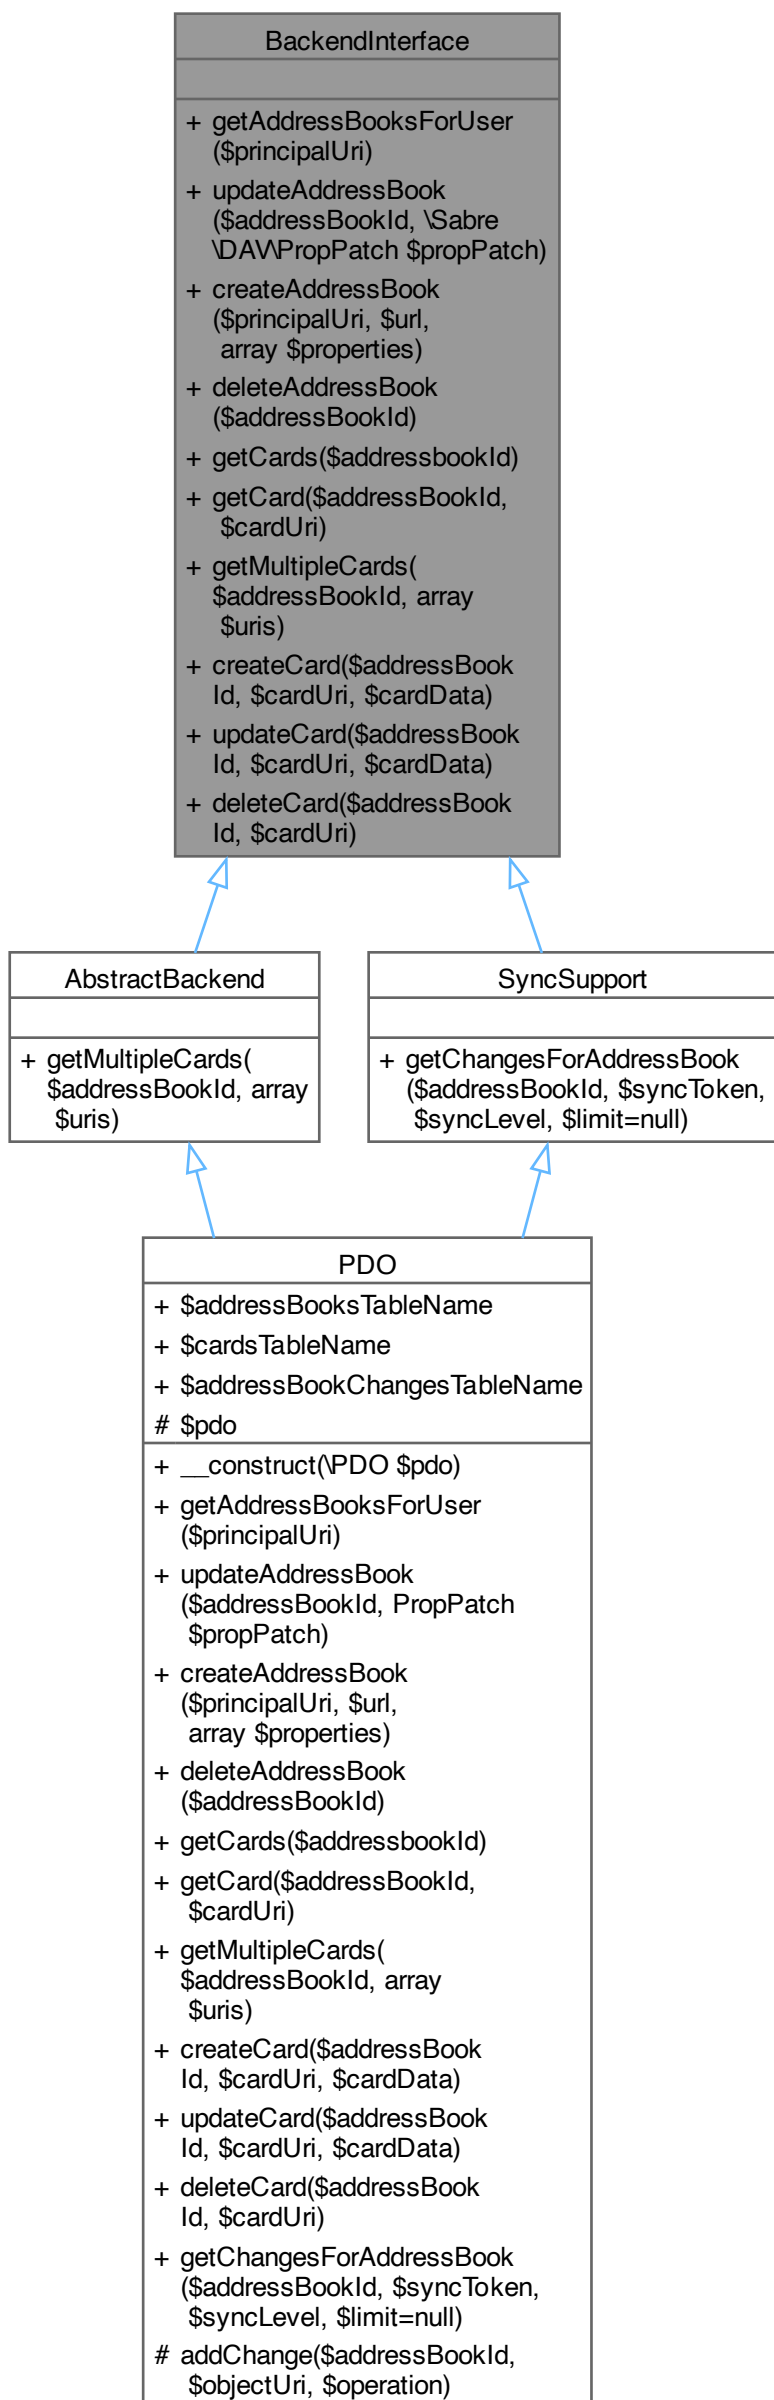 BackendInterface
+ getAddressBooksForUser
($principalUri)
+ updateAddressBook
($addressBookId, \Sabre
\DAV\PropPatch $propPatch)
+ createAddressBook
($principalUri, $url,
array $properties)
+ deleteAddressBook
($addressBookId)
+ getCards($addressbookId)
+ getCard($addressBookId,
$cardUri)
+ getMultipleCards(
$addressBookId, array
$uris)
+ createCard($addressBook
Id, $cardUri, $cardData)
+ updateCard($addressBook
Id, $cardUri, $cardData)
+ deleteCard($addressBook
Id, $cardUri)
AbstractBackend
+ getMultipleCards(
$addressBookId, array
$uris)
SyncSupport
+ getChangesForAddressBook
($addressBookId, $syncToken,
$syncLevel, $limit=null)
PDO
+ $addressBooksTableName
+ $cardsTableName
+ $addressBookChangesTableName
# $pdo
+ __construct(\PDO $pdo)
+ getAddressBooksForUser
($principalUri)
+ updateAddressBook
($addressBookId, PropPatch
$propPatch)
+ createAddressBook
($principalUri, $url,
array $properties)
+ deleteAddressBook
($addressBookId)
+ getCards($addressbookId)
+ getCard($addressBookId,
$cardUri)
+ getMultipleCards(
$addressBookId, array
$uris)
+ createCard($addressBook
Id, $cardUri, $cardData)
+ updateCard($addressBook
Id, $cardUri, $cardData)
+ deleteCard($addressBook
Id, $cardUri)
+ getChangesForAddressBook
($addressBookId, $syncToken,
$syncLevel, $limit=null)
# addChange($addressBookId,
$objectUri, $operation)